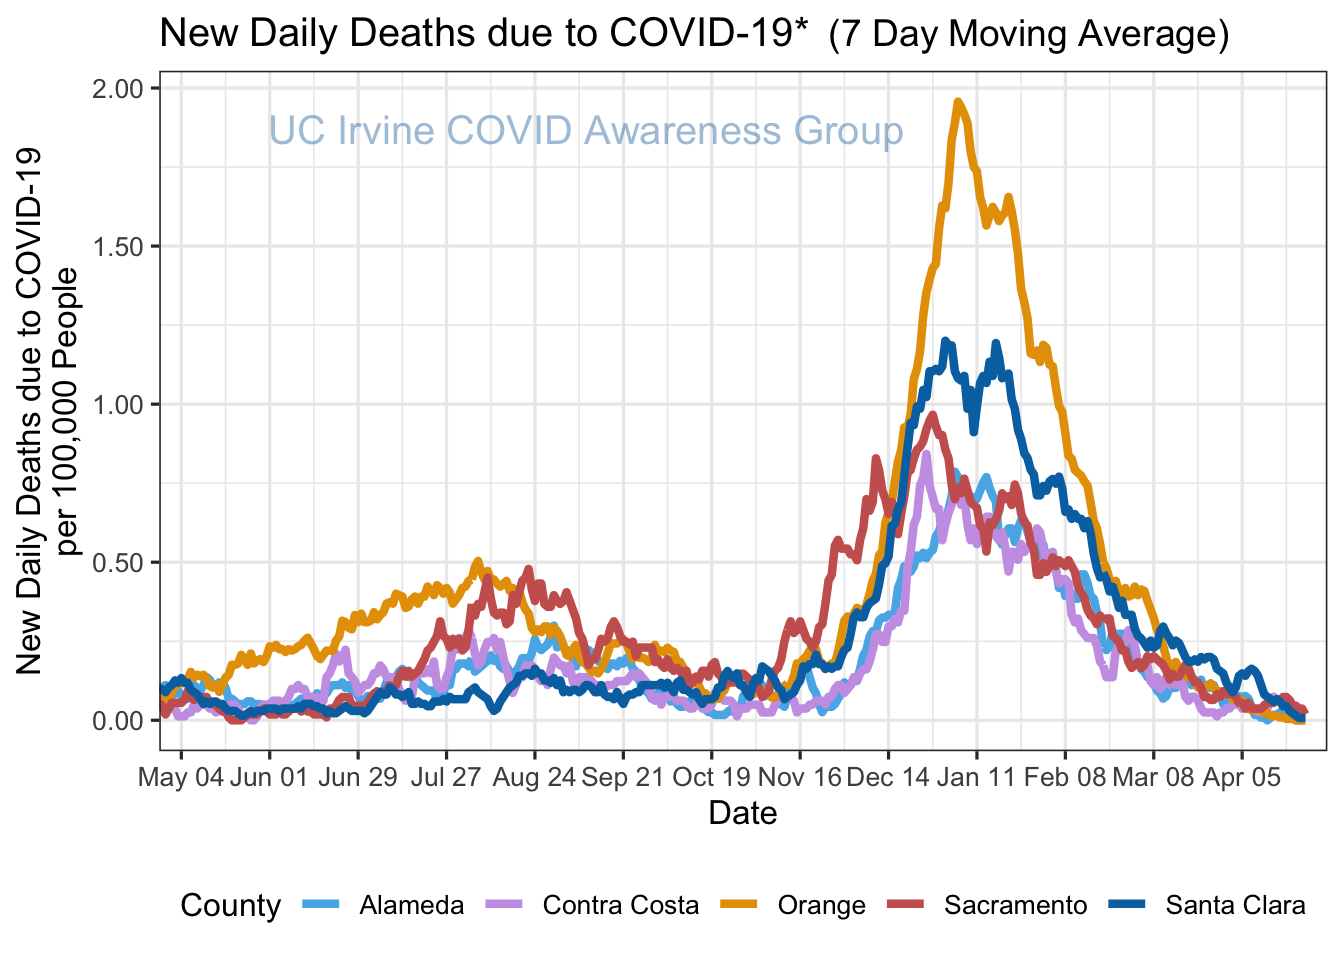 New Daily Deaths due to COVID-19* (7 Day Moving Average)
UC Irvine COVID Awareness Group
New Daily Deaths due to COVID-19
per 100,000 People
2.00
1.50
1.00
0.50
0.00
May 04 Jun 01 Jun 29 Jul 27 Aug 24 Sep 21 Oct 19 Nov 16 Dec 14 Jan 11 Feb 08 Mar 08 Apr 05
Date
County Alameda Contra Costa Orange Sacramento Santa Clara